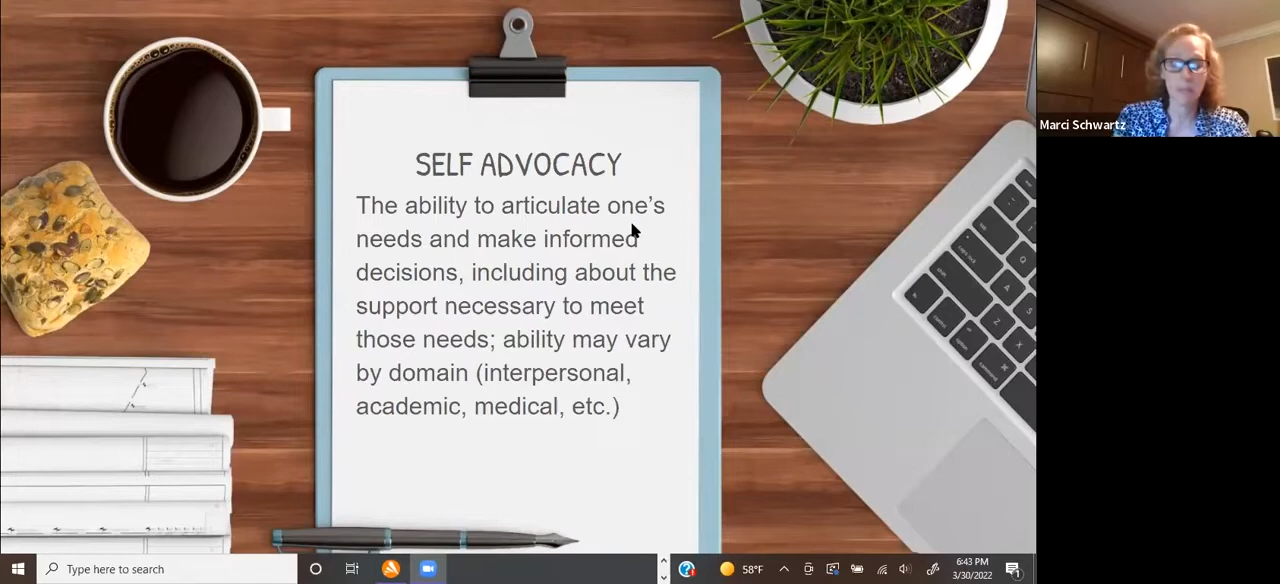 SELF ADVOCACY
The ability to articulate one's
needs and make informed
decisions, including about the
support necessary to meet
those needs; ability may vary
by domain (interpersonal,
academic, medical, etc.)
Marci Schwartz
Type here to search
58°F
6:43 PM
3/30/2022